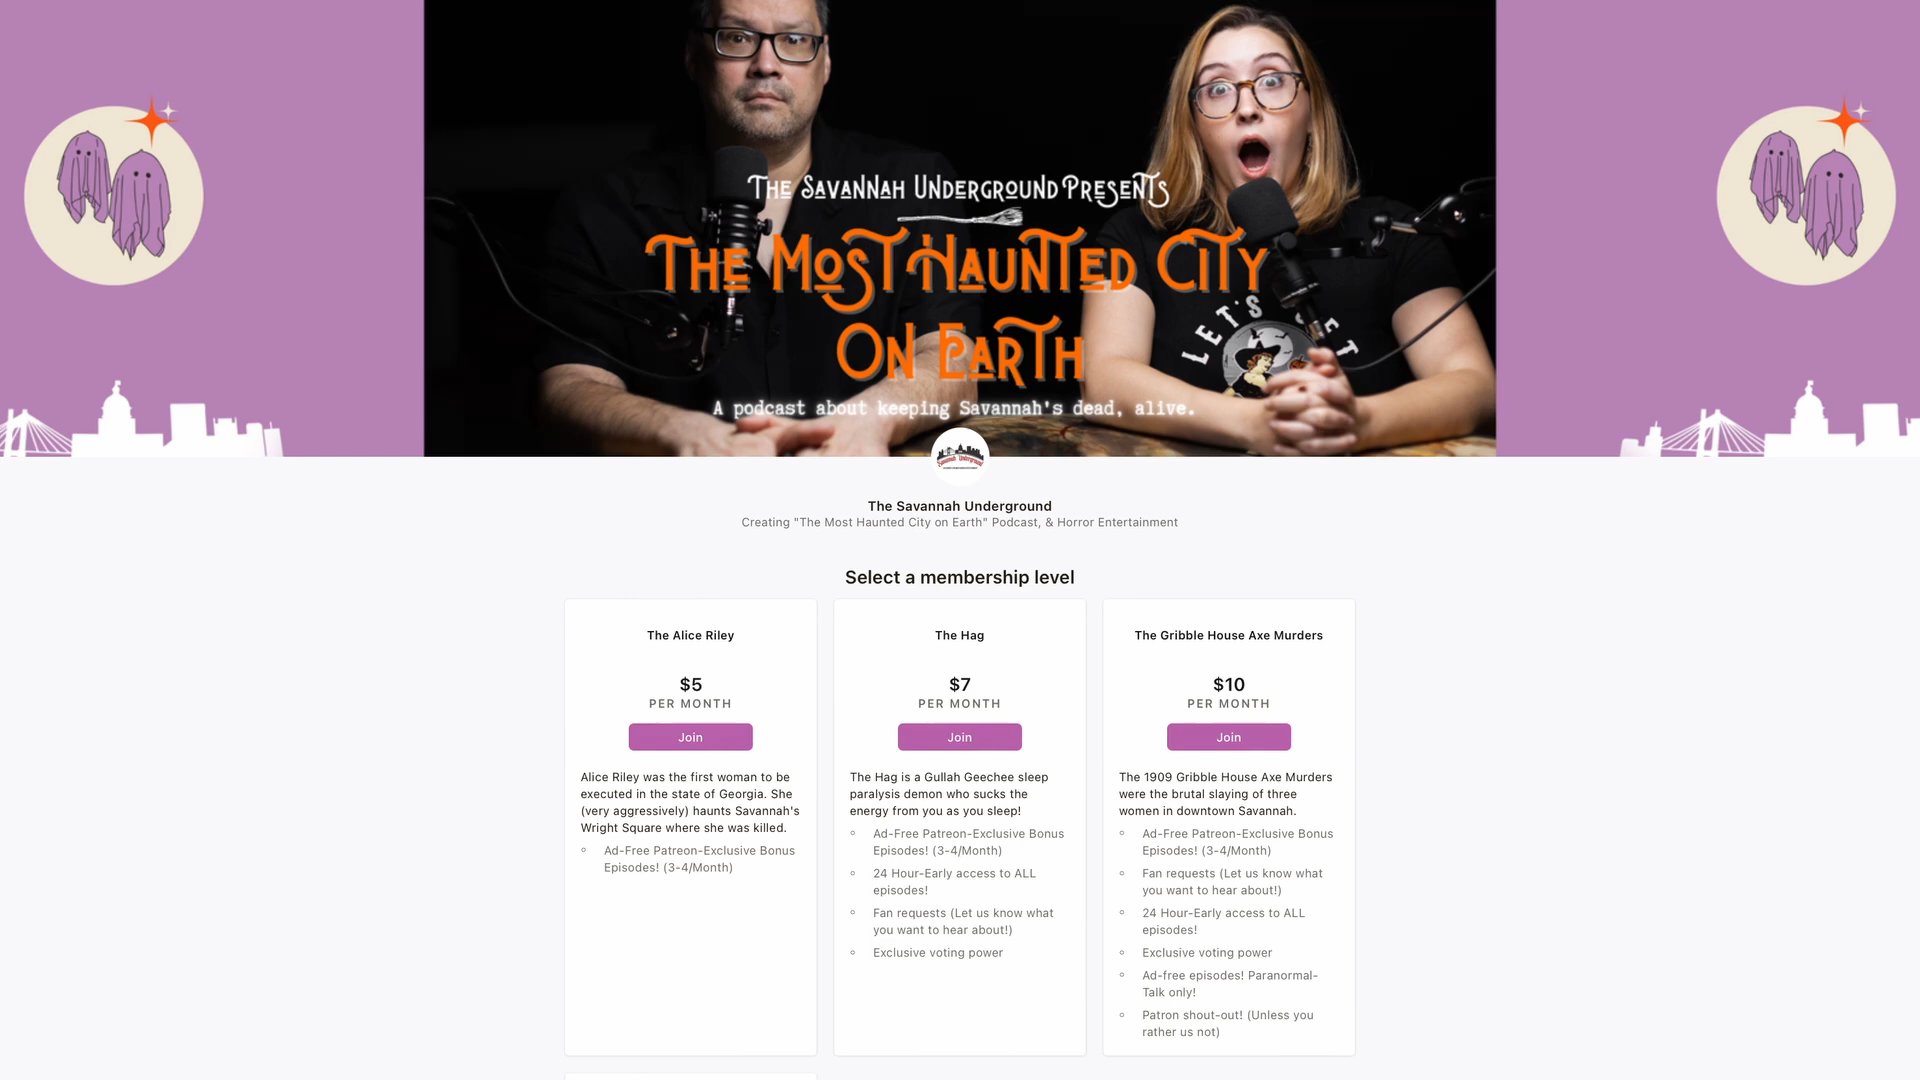 The Savannah Underground Presents
The Most Haunted City
On Earth
A podcast about keeping Savannah's dead, alive.
LET'S GET
Savannah Underground
The Savannah Underground
Creating "The Most Haunted City on Earth" Podcast, & Horror Entertainment
Select a membership level
The Alice Riley
$5
PER MONTH
Join
Alice Riley was the first woman to be
executed in the state of Georgia. She
(very aggressively) haunts Savannah's
Wright Square where she was killed.
Ad-Free Patreon-Exclusive Bonus
Episodes! (3-4/Month)
The Hag
$7
PER MONTH
Join
The Hag is a Gullah Geechee sleep
paralysis demon who sucks the
energy from you as you sleep!
Ad-Free Patreon-Exclusive Bonus
Episodes! (3-4/Month)
24 Hour-Early access to ALL
episodes!
Fan requests (Let us know what
you want to hear about!)
Exclusive voting power
The Gribble House Axe Murders
$10
PER MONTH
Join
The 1909 Gribble House Axe Murders
were the brutal slaying of three
women in downtown Savannah.
Ad-Free Patreon-Exclusive Bonus
Episodes! (3-4/Month)
Fan requests (Let us know what
you want to hear about!)
24 Hour-Early access to ALL
episodes!
Exclusive voting power
Ad-free episodes! Paranormal-
Talk only!
Patron shout-out! (Unless you
rather us not)